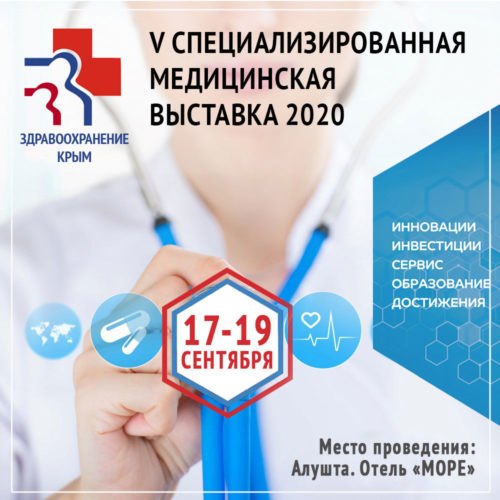 V СПЕЦИАЛИЗИРОВАННАЯ
МЕДИЦИНСКАЯ
ВЫСТАВКА 2020
ЗДРАВООХРАНЕНИЕ
КРЫМ
ИННОВАЦИИ
ИНВЕСТИЦИИ
СЕРВИС
ОБРАЗОВАНИЕ
ДОСТИЖЕНИЯ
17-19
СЕНТЯБРЯ
Место проведения:
Алушта. Отель «МОРЕ»